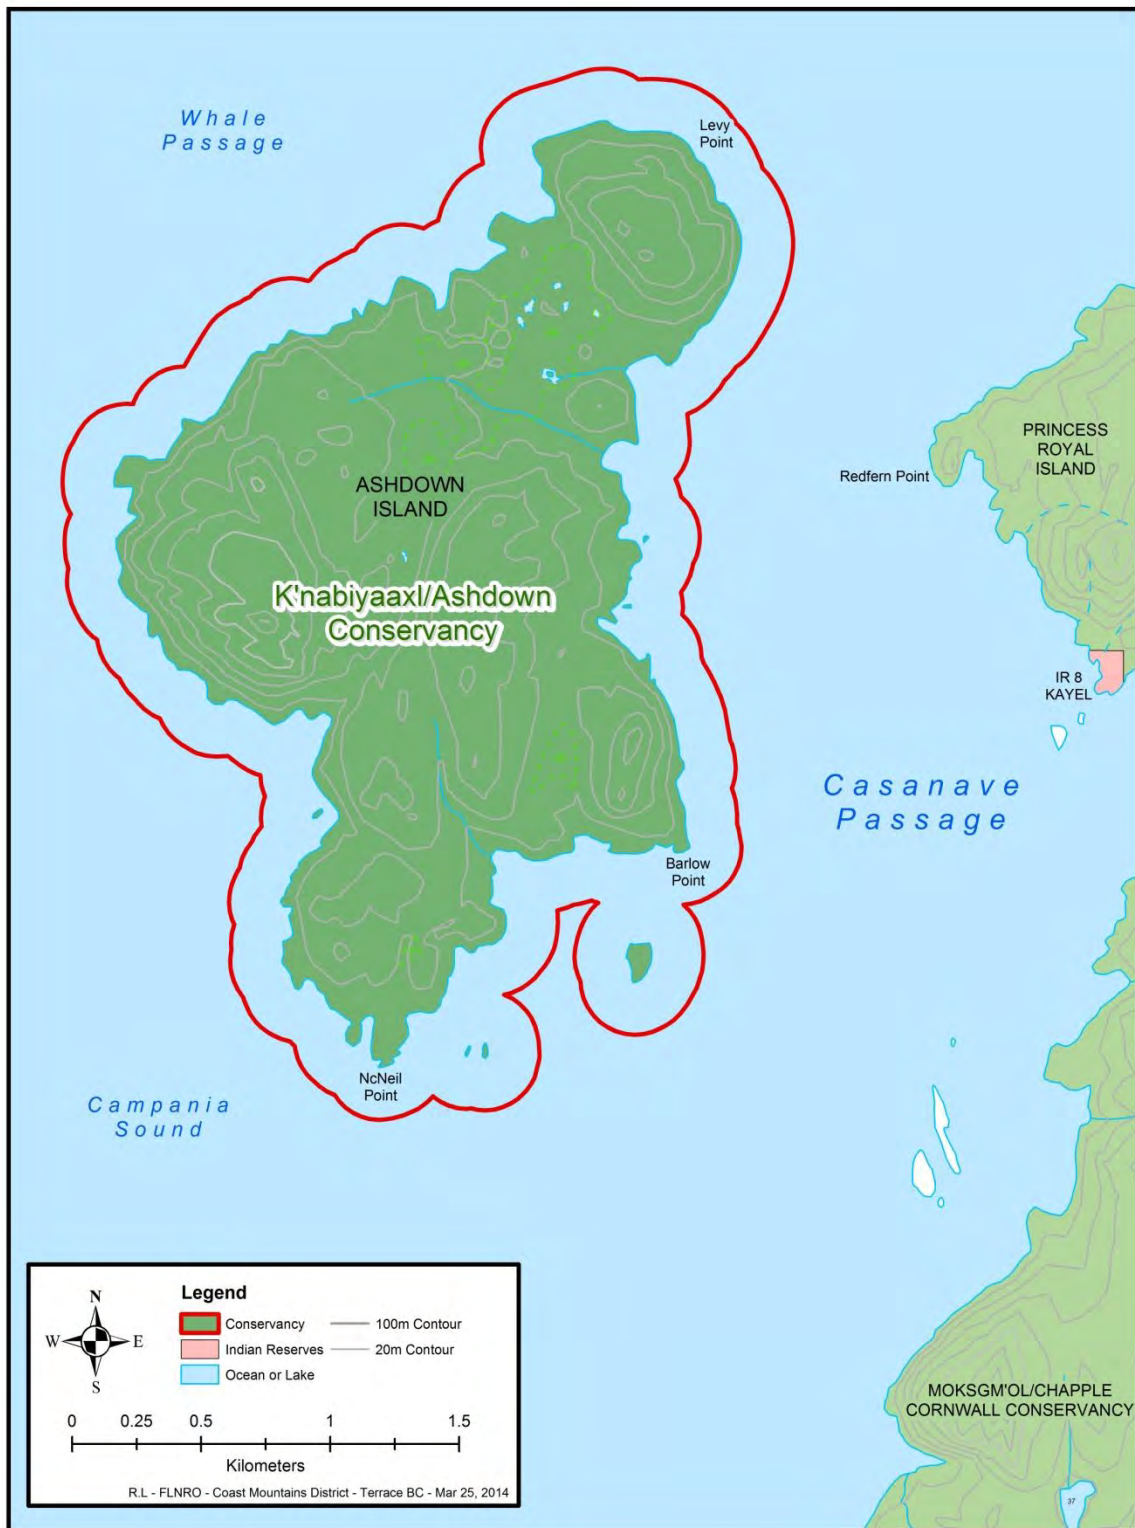 Whale
Passage
Levy
Point
PRINCESS
ROYAL
ISLAND
Redfern Point
ASHDOWN
ISLAND
K'nabiyaaxl/Ashdown
Conservancy
IR 8
KAYEL
Casanave
Passage
Barlow
Point
NcNeil
Point
Campania
Sound
Legend
N
W
E
S
Conservancy
100m Contour
Indian Reserves
20m Contour
Ocean or Lake
0 0.25 0.5 1 1.5
Kilometers
R.L - FLNRO - Coast Mountains District - Terrace BC - Mar 25, 2014
MOKSGM'OL/CHAPPLE
CORNWALL CONSERVANCY
37